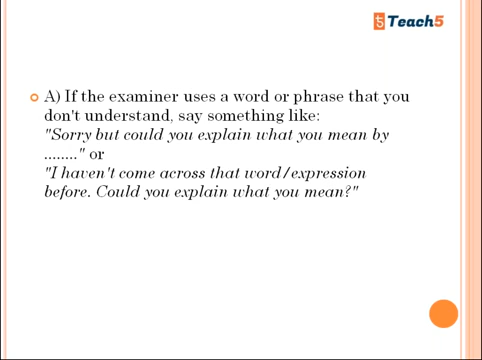 Teach5
A) If the examiner uses a word or phrase that you
don't understand, say something like:
"Sorry but could you explain what you mean by
........" or
"I haven't come across that word/expression
before. Could you explain what you mean?"